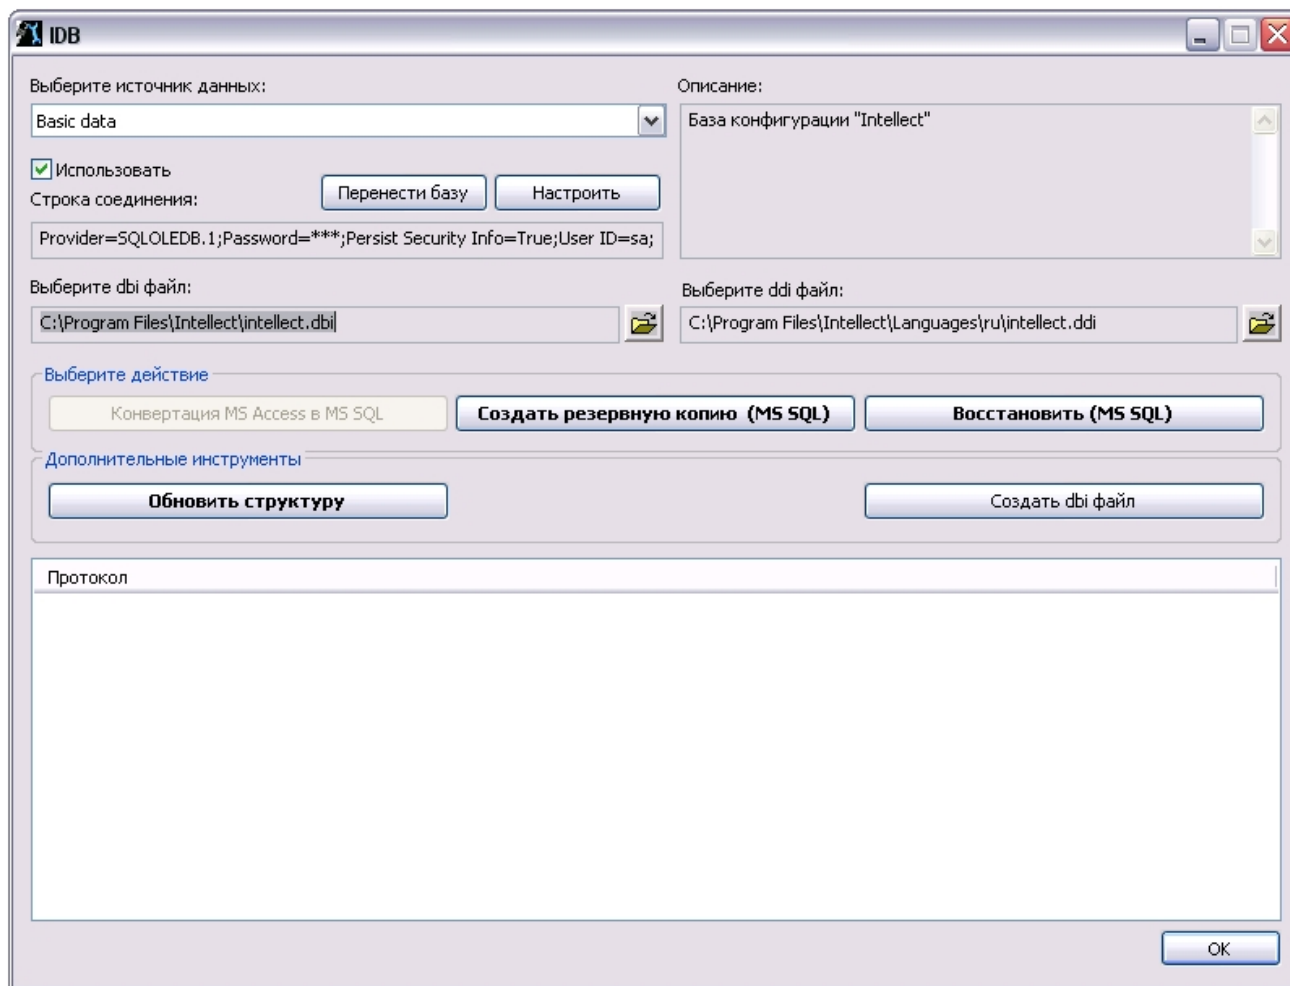 IDB
Выберите источник данных:
Basic data
Описание:
База конфигурации "Intellect"
Использовать
Строка соединения:
Перенести базу
Настроить
Provider=SQLOLEDB.1;Password=***;Persist Security Info=True;User ID=sa;
Выберите dbi файл:
C:\Program Files\Intellect\intellect.dbi
Выберите ddi файл:
C:\Program Files\Intellect\Languages\ru\intellect.ddi
Выберите действие
Конвертация MS Access в MS SQL
Создать резервную копию (MS SQL)
Восстановить (MS SQL)
Дополнительные инструменты
Обновить структуру
Создать dbi файл
Протокол
OK